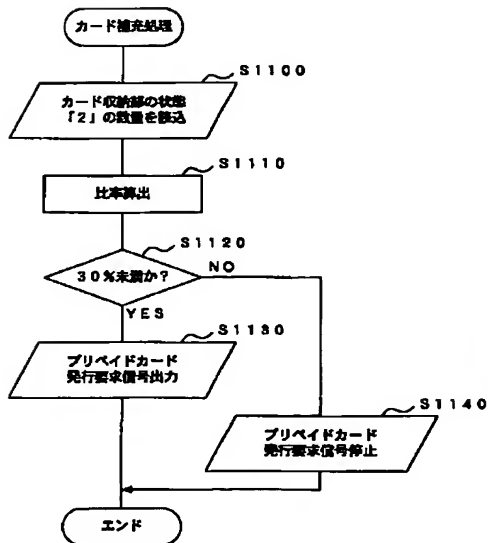 カード補充処理
S1100
カード収納部の状態
「2」の数量を読込
S1110
比率算出
S1120
30%未満か?
NO
YES
S1130
プリペイドカード
発行要求信号出力
S1140
プリペイドカード
発行要求信号停止
エンド